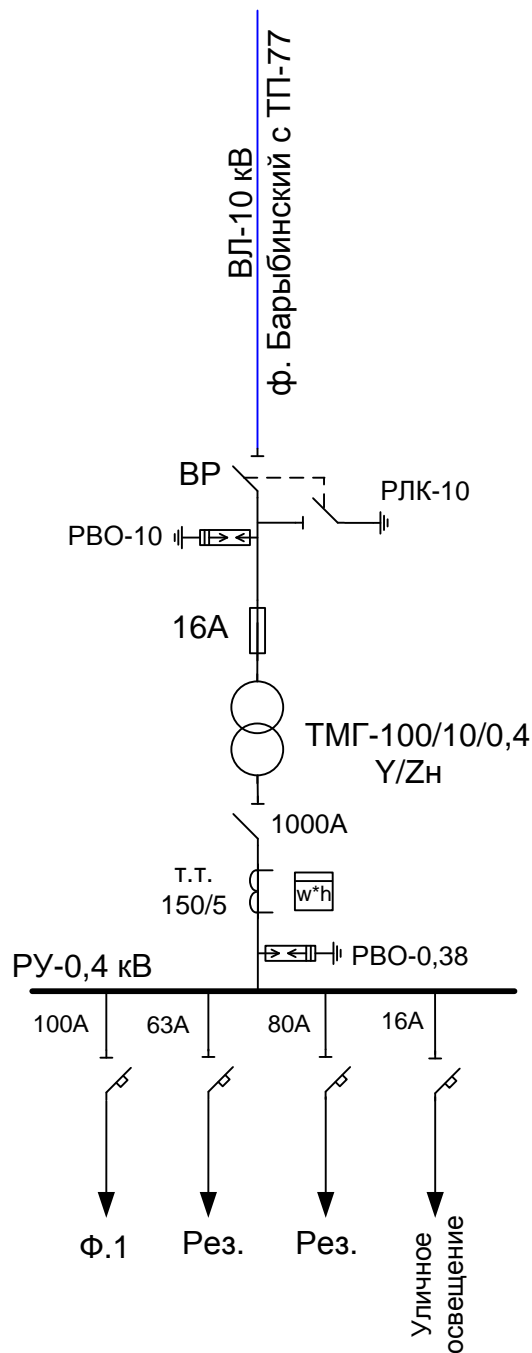 ВЛ-10 кВ
ф. Барыбинский с ТП-77
ВР
РЛК-10
РВО-10
16А
ТМГ-100/10/0,4
Y/Zн
1000А
т.т.
150/5
w*h
РВО-0,38
РУ-0,4 кВ
100А
63А
80А
16А
Ф.1
Рез.
Рез.
Уличное
освещение